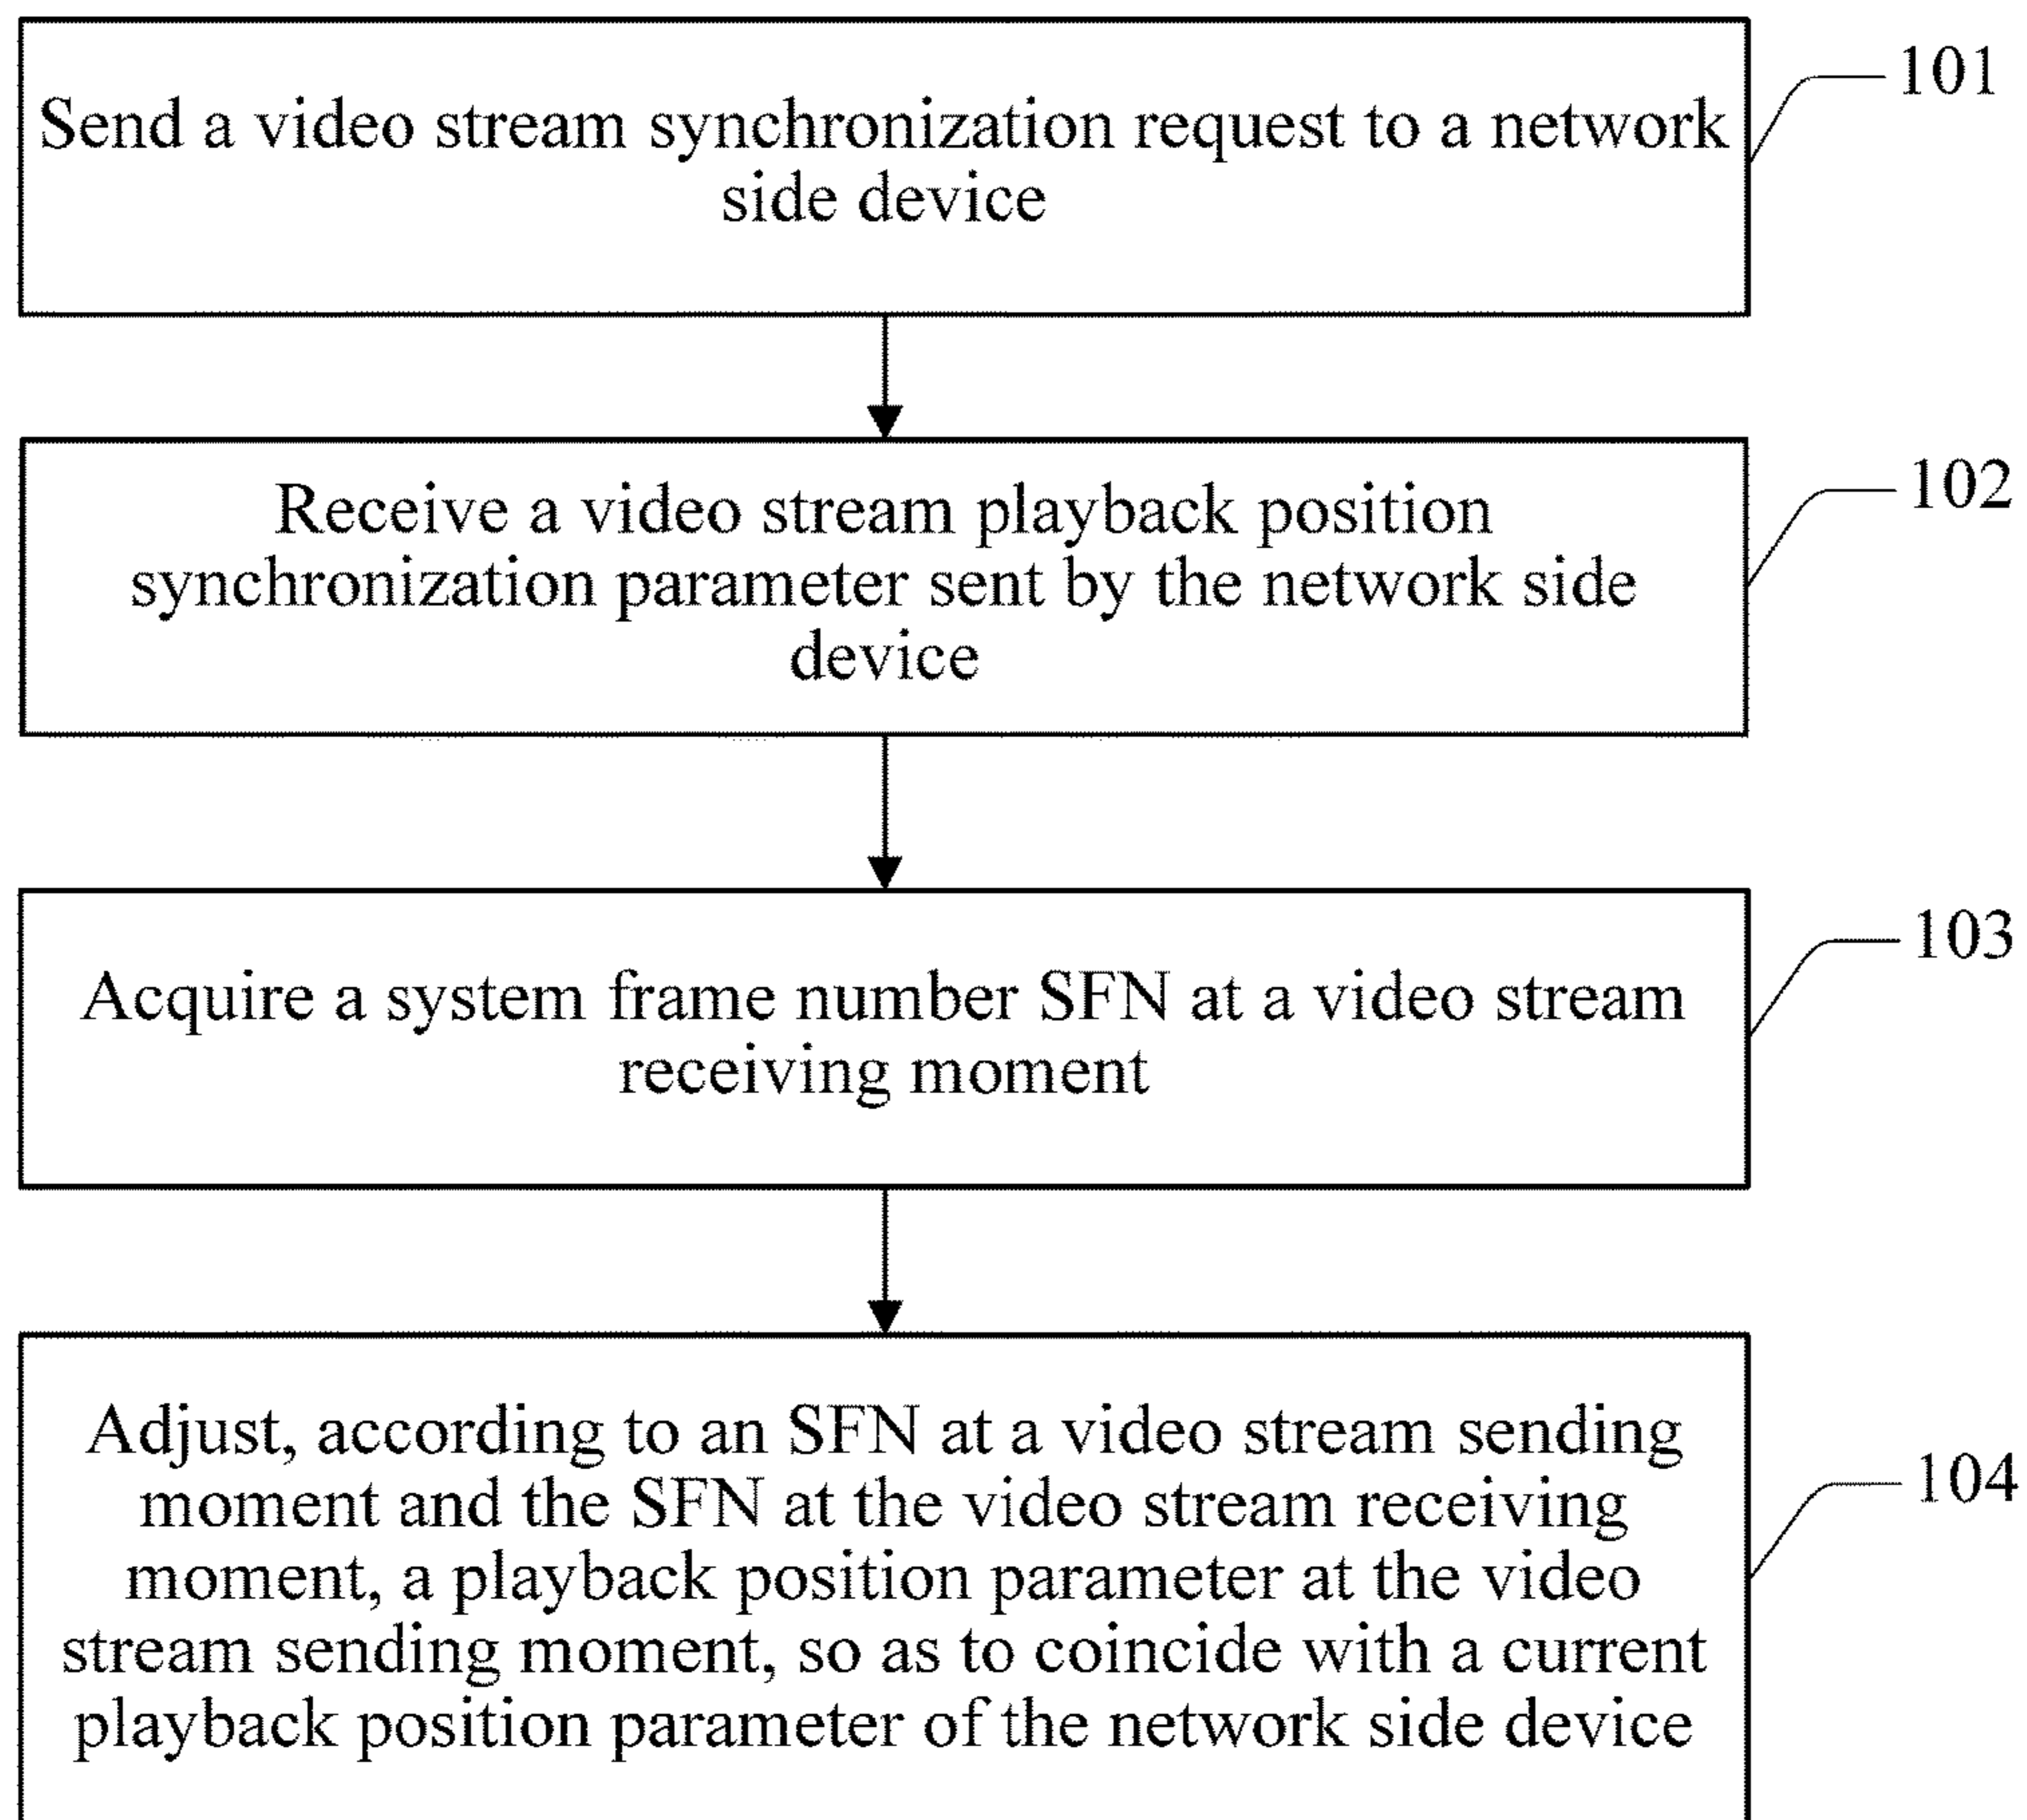 Send a video stream synchronization request to a network
side device
101
Receive a video stream playback position
synchronization parameter sent by the network side
device
102
Acquire a system frame number SFN at a video stream
receiving moment
103
Adjust, according to an SFN at a video stream sending
moment and the SFN at the video stream receiving
moment, a playback position parameter at the video
stream sending moment, so as to coincide with a current
playback position parameter of the network side device
104